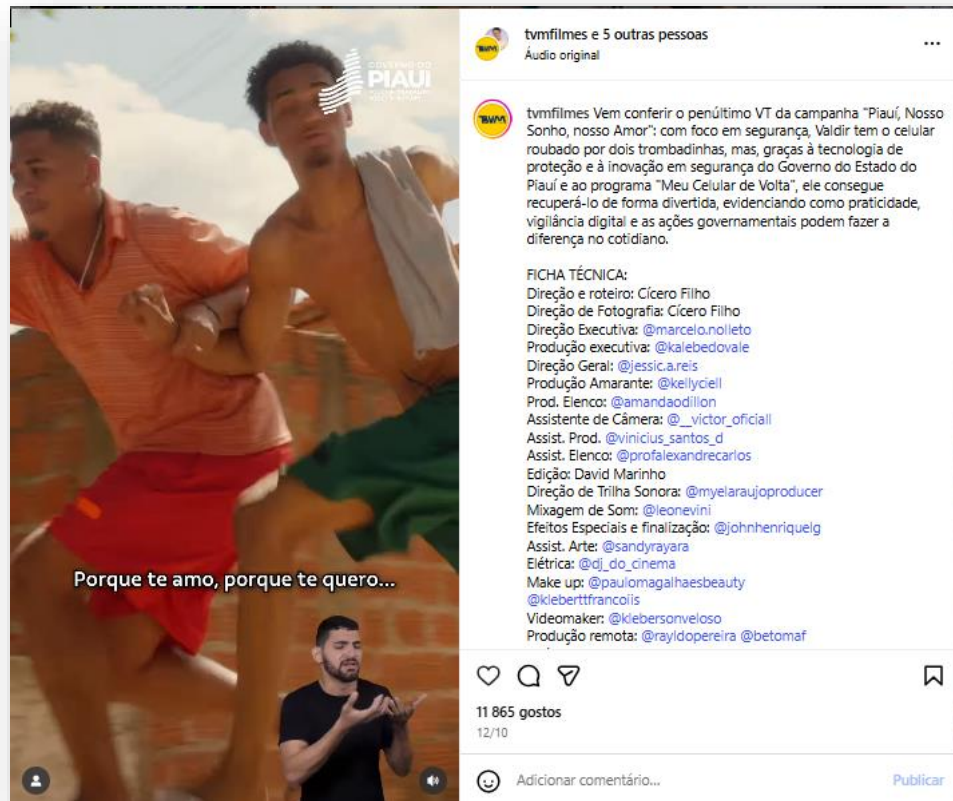 GOVERNO DO
PIAUÍ
Porque te amo, porque te quero...
TVM
tvmfilmes e 5 outras pessoas
Áudio original
TVM
tvmfilmes Vem conferir o penúltimo VT da campanha "Piauí, Nosso
Sonho, nosso Amor": com foco em segurança, Valdir tem o celular
roubado por dois trombadinhas, mas, graças à tecnologia de
proteção e à inovação em segurança do Governo do Estado do
Piauí e ao programa "Meu Celular de Volta", ele consegue
recuperá-lo de forma divertida, evidenciando como praticidade,
vigilância digital e as ações governamentais podem fazer a
diferença no cotidiano.
FICHA TÉCNICA:
Direção e roteiro: Cícero Filho
Direção de Fotografia: Cícero Filho
Direção Executiva: @marcelo.nolleto
Produção executiva: @kalebedovale
Direção Geral: @jessic.a.reis
Produção Amarante: @kellyciell
Prod. Elenco: @amandaodillon
Assistente de Câmera: @__victor_oficiall
Assist. Prod. @vinicius_santos_d
Assist. Elenco: @profalexandrecarlos
Edição: David Marinho
Direção de Trilha Sonora: @myelaraujoproducer
Mixagem de Som: @leonevini
Efeitos Especiais e finalização: @johnhenriquelg
Assist. Arte: @sandyrayara
Elétrica: @dj_do_cinema
Make up: @paulomagalhaesbeauty
@kleberttfrancoiis
Videomaker: @klebersonveloso
Produção remota: @rayldopereira @betomaf
11 865 gostos
12/10
Adicionar comentário...
Publicar